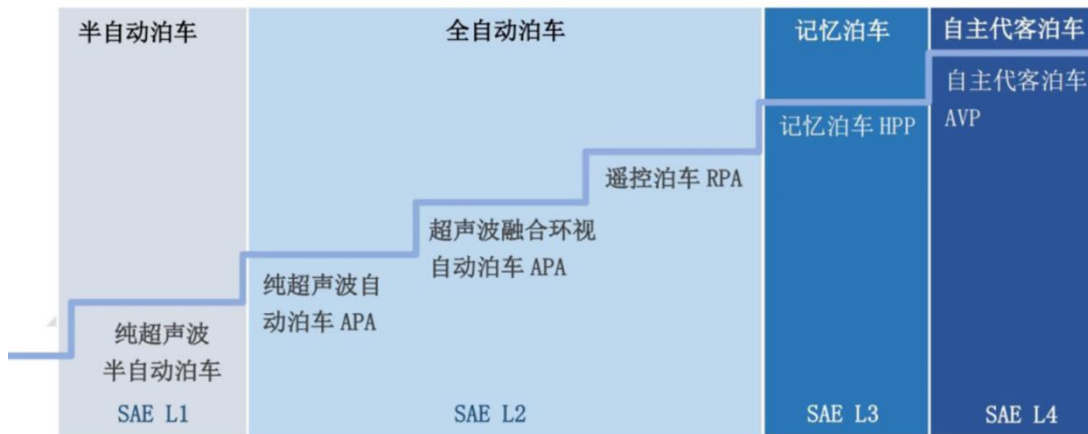 半自动泊车
全自动泊车
记忆泊车
自主代客泊车
自主代客泊车
AVP
记忆泊车 HPP
遥控泊车 RPA
超声波融合环视
自动泊车 APA
纯超声波自
动泊车 APA
纯超声波
半自动泊车
SAE L1
SAE L2
SAE L3
SAE L4